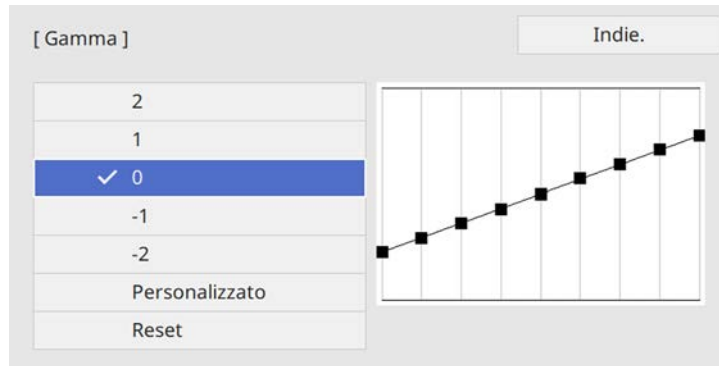 [ Gamma ]
Indie.
2
1
0
-1
-2
Personalizzato
Reset